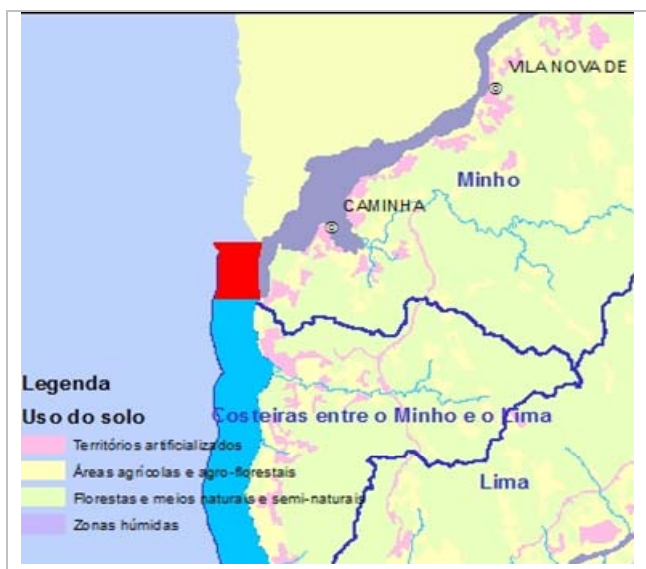 VILA NOVA DE
Minho
CAMINHA
Legenda
Uso do solo
Costeiras entre o Minho e o Lima
Territórios artificializados
Áreas agrícolas e agro-florestais
Lima
Florestas e meios naturais e semi-naturais
Zonas húmidas